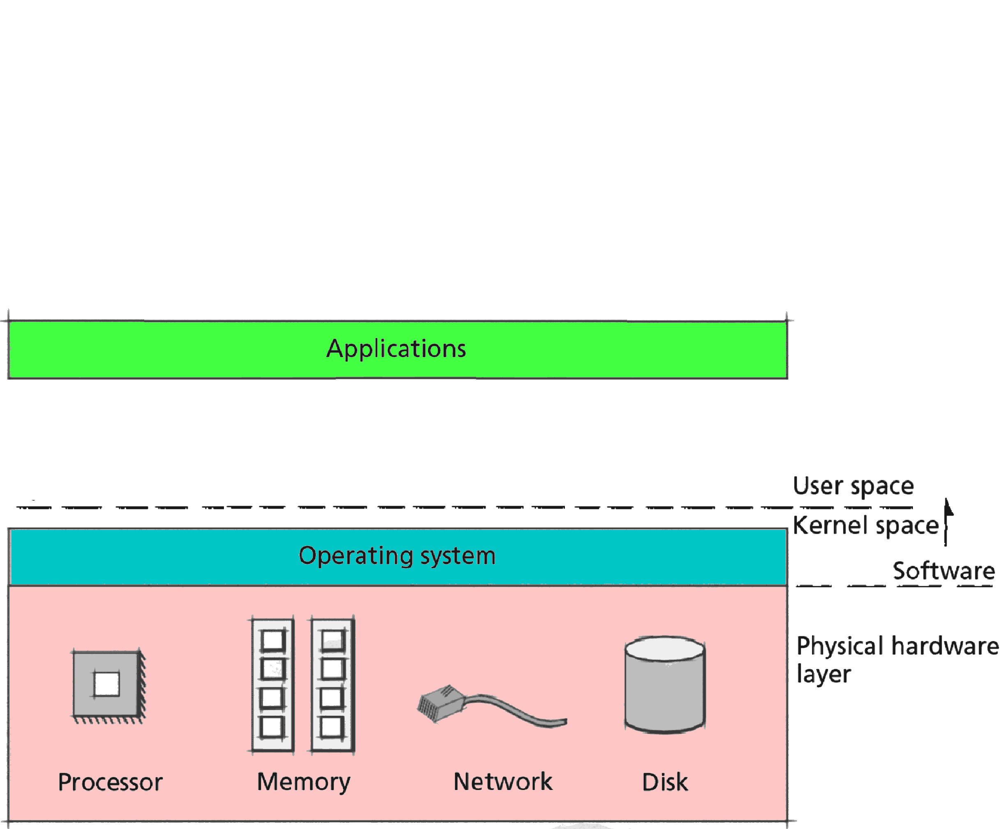 Applications
User space
Kernel space
Operating system
Software
Physical hardware
layer
Processor
Memory
Network
Disk